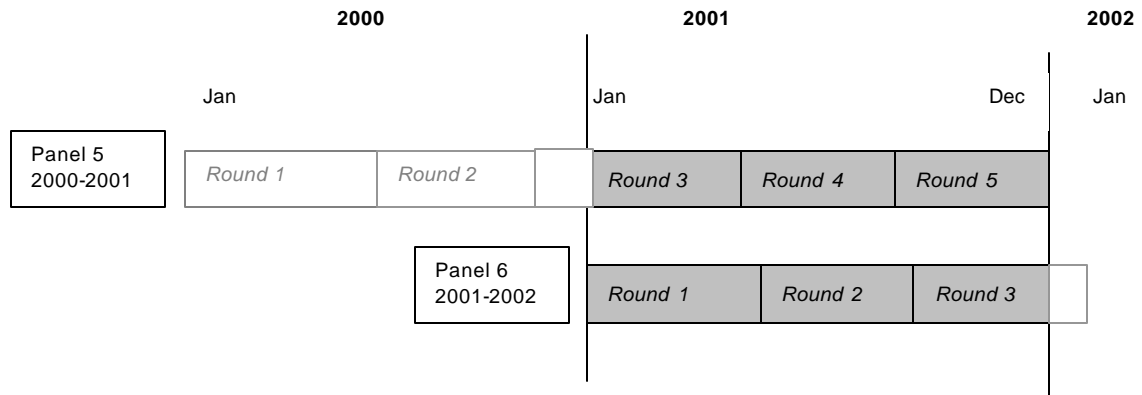 2000 2001 2002
Jan Jan Dec Jan
Panel 5
2000-2001
Round 1 Round 2 Round 3 Round 4 Round 5
Panel 6
2001-2002
Round 1 Round 2 Round 3